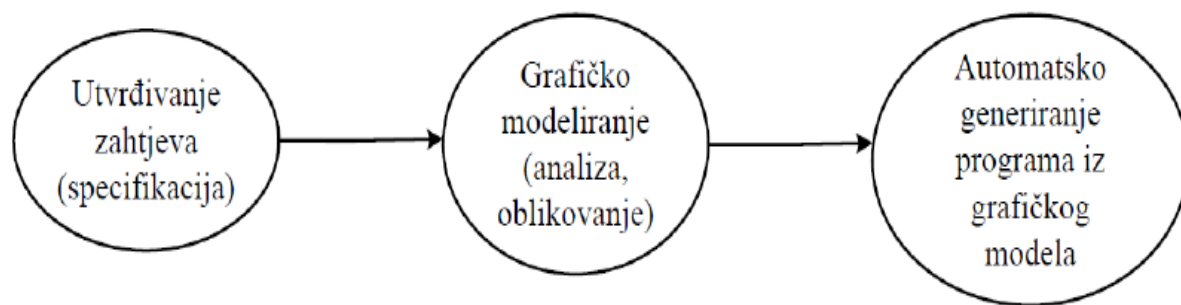 Utvrđivanje
zahtjeva
(specifikacija)
Grafičko
modeliranje
(analiza,
oblikovanje)
Automatsko
generiranje
programa iz
grafičkog
modela